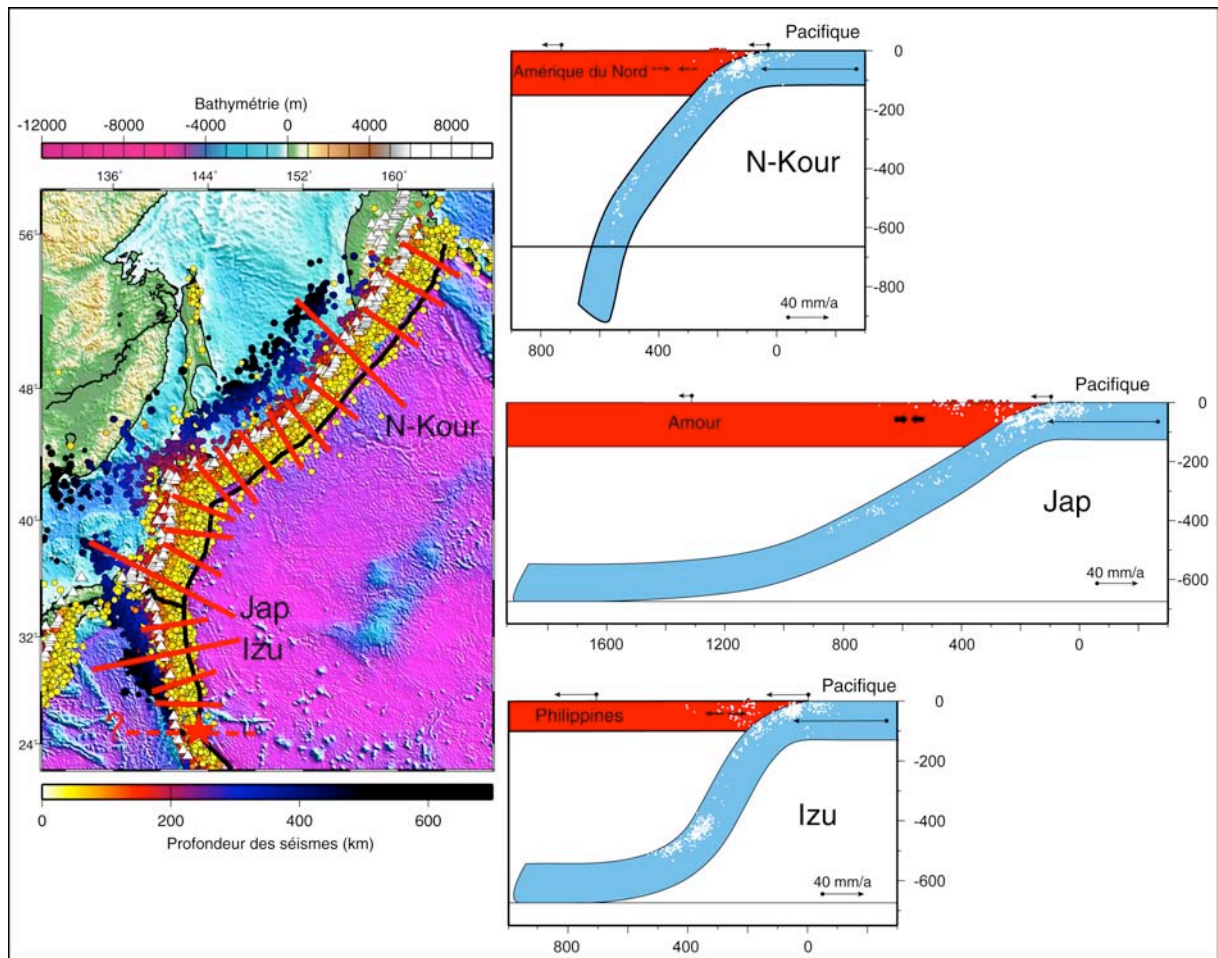 Bathymétrie (m)
-12000 -8000 -4000 0 4000 8000
136° 144° 152° 160°
56°
48°
40°
32°
24°
N-Kour
Jap
Izu
?
0 200 400 600
Profondeur des séismes (km)
Pacifique
Amérique du Nord
N-Kour
40 mm/a
0
-200
-400
-600
-800
800 400 0
Pacifique
Amour
Jap
40 mm/a
0
-200
-400
-600
1600 1200 800 400 0
Pacifique
Philippines
Izu
40 mm/a
0
-200
-400
-600
800 400 0